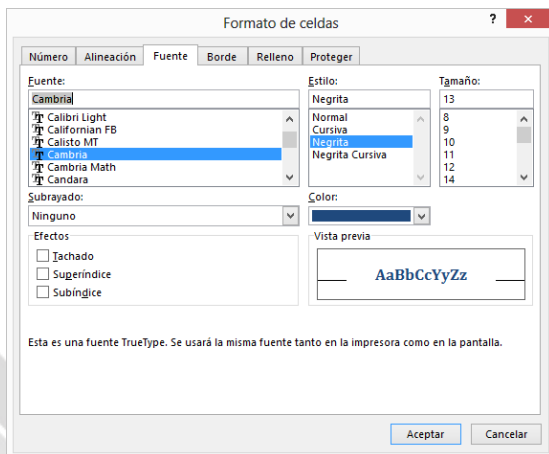 Formato de celdas
? ×
Número Alineación Fuente Borde Relleno Proteger
Fuente: Estilo: Tamaño:
Cambria Negrita 13
Calibri Light Normal 8
Californian FB Cursiva 9
Calisto MT Negrita 10
Cambria Negrita Cursiva 11
Cambria Math 12
Candara 14
Subrayado: Color:
Ninguno
Efectos Vista previa
Tachado
Superíndice
Subíndice
AaBbCcYyZz
Esta es una fuente TrueType. Se usará la misma fuente tanto en la impresora como en la pantalla.
Aceptar Cancelar